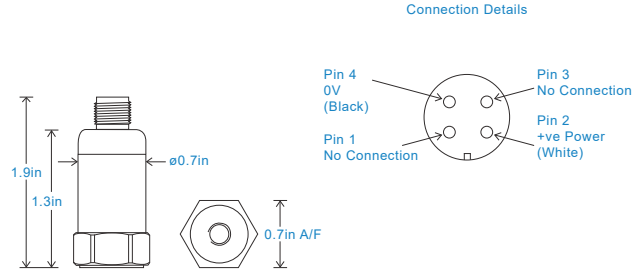 Connection Details
Pin 4
0V
(Black)
Pin 3
No Connection
Pin 1
No Connection
Pin 2
+ve Power
(White)
1.9in
1.3in
ø0.7in
0.7in A/F